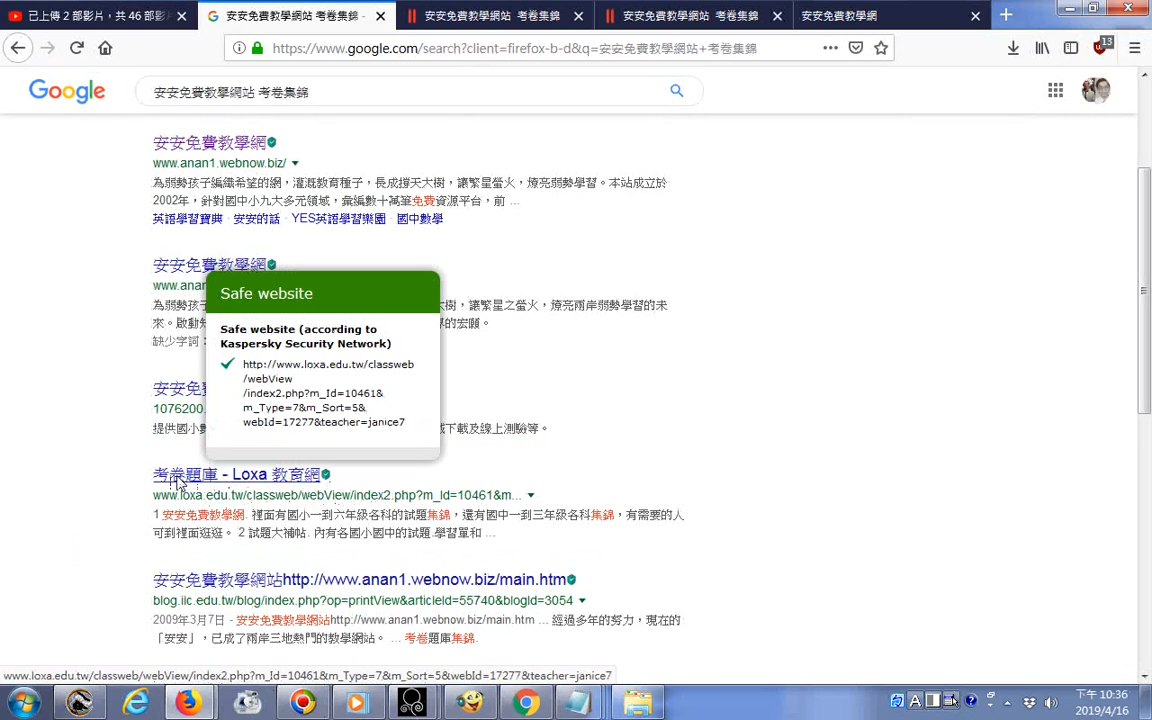 已上傳 2 部影片，共 46 部影
安安免費教學網站 考卷集錦 -
安安免費教學網站 考卷集錦
安安免費教學網站 考卷集錦
安安免費教學網
https://www.google.com/search?client=firefox-b-d&q=安安免費教學網站+考卷集錦
13
Google
安安免費教學網站 考卷集錦
安安免費教學網
www.anan1.webnow.biz/
為弱勢孩子編織希望的網，灌溉教育種子，長成撐天大樹，讓繁星螢火，燎亮弱勢學習。本站成立於
2002年，針對國中小九大多元領域，彙編數十萬筆免費資源平台，前 ...
英語學習寶典 · 安安的話 · YES英語學習樂園 · 國中數學
安安免費教學網
www.anan
為弱勢孩子
大樹，讓繁星之螢火，燎亮兩岸弱勢學習的未
來。啟動
的宏願。
缺少字詞：
安安免費
1076200.
提供國小
下載及線上測驗等。
Safe website
Safe website (according to
Kaspersky Security Network)
http://www.loxa.edu.tw/classweb
/webView
/index2.php?m_Id=10461&
m_Type=7&m_Sort=5&
webId=17277&teacher=janice7
考卷題庫 - Loxa 教育網
www.loxa.edu.tw/classweb/webView/index2.php?m_Id=10461&m...
1 安安免費教學網. 裡面有國小一到六年級各科的試題集錦，還有國中一到三年級各科集錦，有需要的人
可到裡面逛逛。 2 試題大補帖. 內有各國小國中的試題.學習單和 ...
安安免費教學網站http://www.anan1.webnow.biz/main.htm
blog.ilc.edu.tw/blog/index.php?op=printView&articleId=55740&blogId=3054
2009年3月7日 - 安安免費教學網站http://www.anan1.webnow.biz/main.htm ... 經過多年的努力，現在的
「安安」，已成了兩岸三地熱門的教學網站。 ... 考卷題庫集錦.
www.loxa.edu.tw/classweb/webView/index2.php?m_Id=10461&m_Type=7&m_Sort=5&webId=17277&teacher=janice7
下午 10:36
2019/4/16